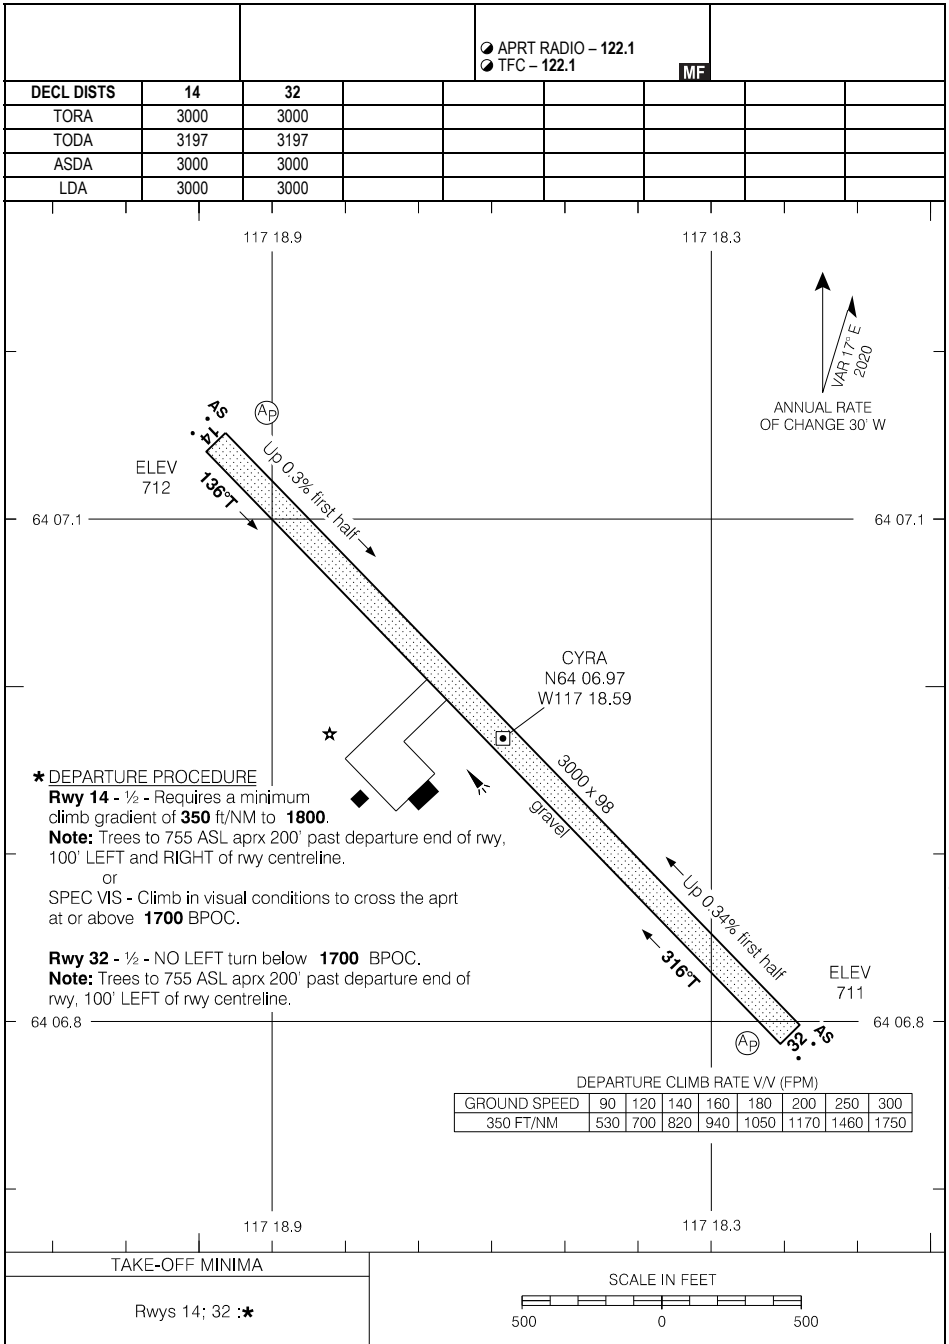 APRT RADIO – 122.1
TFC – 122.1
MF
DECL DISTS 14 32
TORA 3000 3000
TODA 3197 3197
ASDA 3000 3000
LDA 3000 3000
117 18.9 117 18.3
VAR 17° E
2020
ANNUAL RATE
OF CHANGE 30' W
AS
14
AP
ELEV
712
136°T
Up 0.3% first half
64 07.1 64 07.1
CYRA
N64 06.97
W117 18.59
3000 x 98
gravel
* DEPARTURE PROCEDURE
Rwy 14 - ½ - Requires a minimum
climb gradient of 350 ft/NM to 1800.
Note: Trees to 755 ASL aprx 200' past departure end of rwy,
100' LEFT and RIGHT of rwy centreline.
or
SPEC VIS - Climb in visual conditions to cross the aprt
at or above 1700 BPOC.
Rwy 32 - ½ - NO LEFT turn below 1700 BPOC.
Note: Trees to 755 ASL aprx 200' past departure end of
rwy, 100' LEFT of rwy centreline.
Up 0.34% first half
316°T
ELEV
711
64 06.8 64 06.8
AP
32
AS
DEPARTURE CLIMB RATE V/V (FPM)
GROUND SPEED 90 120 140 160 180 200 250 300
350 FT/NM 530 700 820 940 1050 1170 1460 1750
117 18.9 117 18.3
TAKE-OFF MINIMA
Rwys 14; 32 :*
SCALE IN FEET
500 0 500